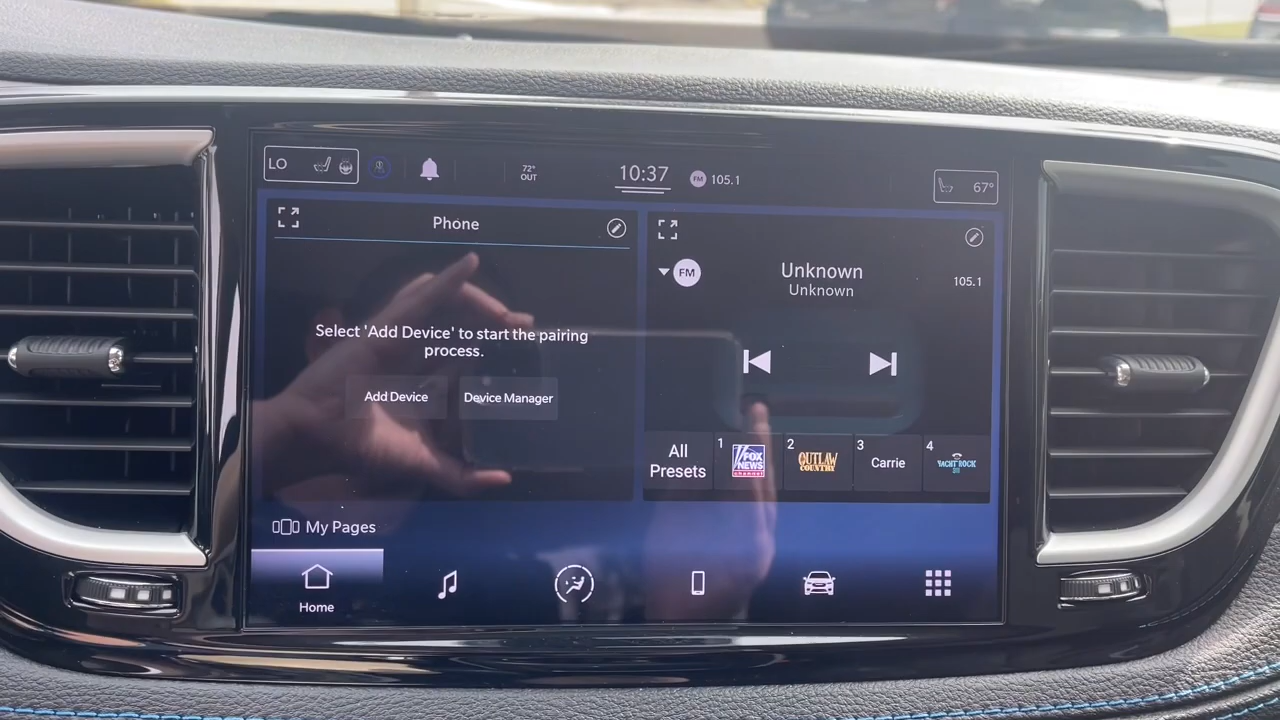 LO
72°
OUT
10:37
FM 105.1
67°
Phone
Select 'Add Device' to start the pairing
process.
Add Device
Device Manager
FM
Unknown
105.1
Unknown
All
Presets
1
FOX
NEWS
channel
2
OUTLAW
COUNTRY
3
Carrie
4
YACHT ROCK
My Pages
Home